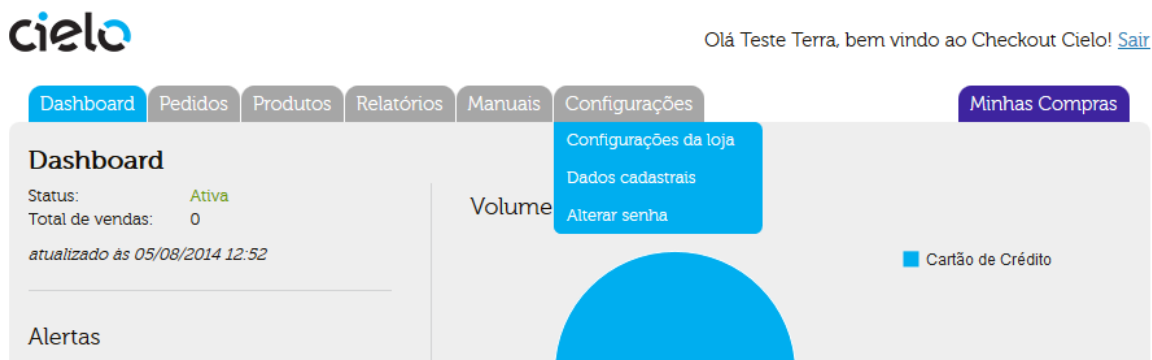 cielo
Olá Teste Terra, bem vindo ao Checkout Cielo! Sair
Dashboard Pedidos Produtos Relatórios Manuais Configurações Minhas Compras
Configurações da loja
Dados cadastrais
Alterar senha
Dashboard
Status: Ativa
Total de vendas: 0
atualizado às 05/08/2014 12:52
Volume
Cartão de Crédito
Alertas